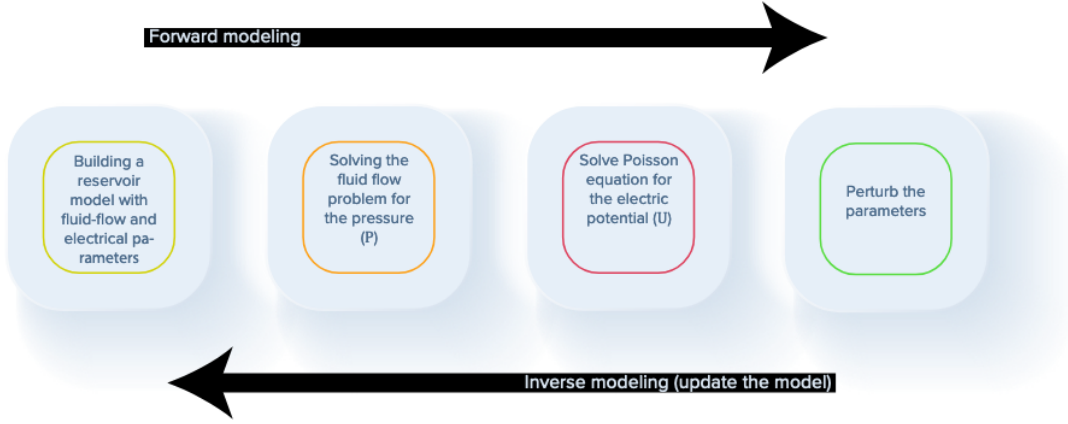 Forward modeling
Building a
reservoir
model with
fluid-flow and
electrical pa-
rameters
Solving the
fluid flow
problem for
the pressure
(P)
Solve Poisson
equation for
the electric
potential (U)
Perturb the
parameters
Inverse modeling (update the model)